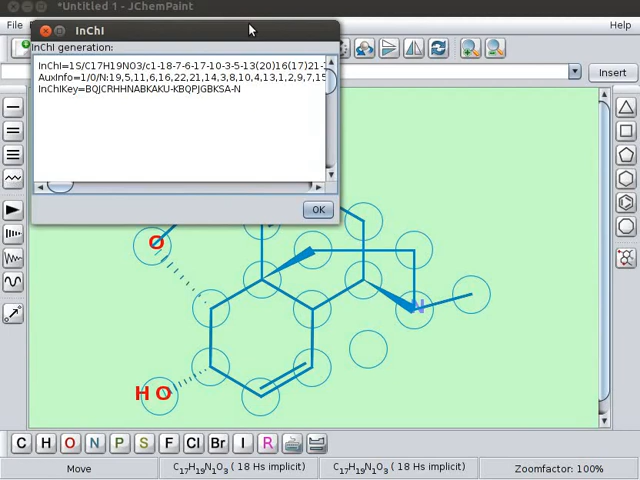 *Untitled 1 - JChemPaint
File
Help
InChI
InChI generation:
InChI=1S/C17H19NO3/c1-18-7-6-17-10-3-5-13(20)16(17)21-
AuxInfo=1/0/N:19,5,11,6,16,22,21,14,3,8,10,4,13,1,2,9,7,15
InChIKey=BQJCRHHNABKAKU-KBQPJGBKSA-N
OK
Insert
O
N
HO
C H O N P S F Cl Br I R
Move
C₁₇H₁₉N₁O₃ ( 18 Hs implicit)
C₁₇H₁₉N₁O₃ ( 18 Hs implicit)
Zoomfactor: 100%